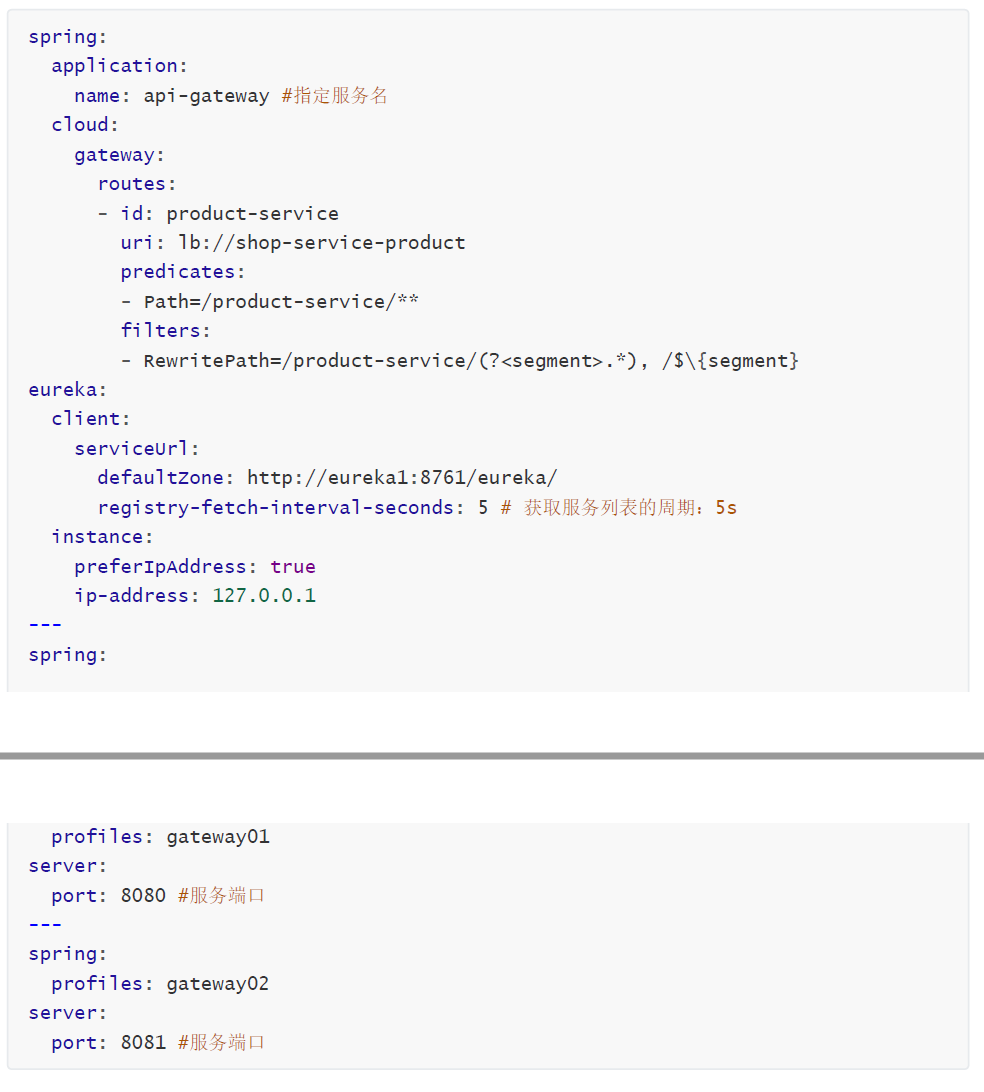 spring:
  application:
    name: api-gateway #指定服务名
  cloud:
    gateway:
      routes:
      - id: product-service
        uri: lb://shop-service-product
        predicates:
        - Path=/product-service/**
        filters:
        - RewritePath=/product-service/(?<segment>.*), /$\{segment}
eureka:
  client:
    serviceUrl:
      defaultZone: http://eureka1:8761/eureka/
      registry-fetch-interval-seconds: 5 # 获取服务列表的周期：5s
  instance:
    preferIpAddress: true
    ip-address: 127.0.0.1
---
spring:
  profiles: gateway01
server:
  port: 8080 #服务端口
---
spring:
  profiles: gateway02
server:
  port: 8081 #服务端口